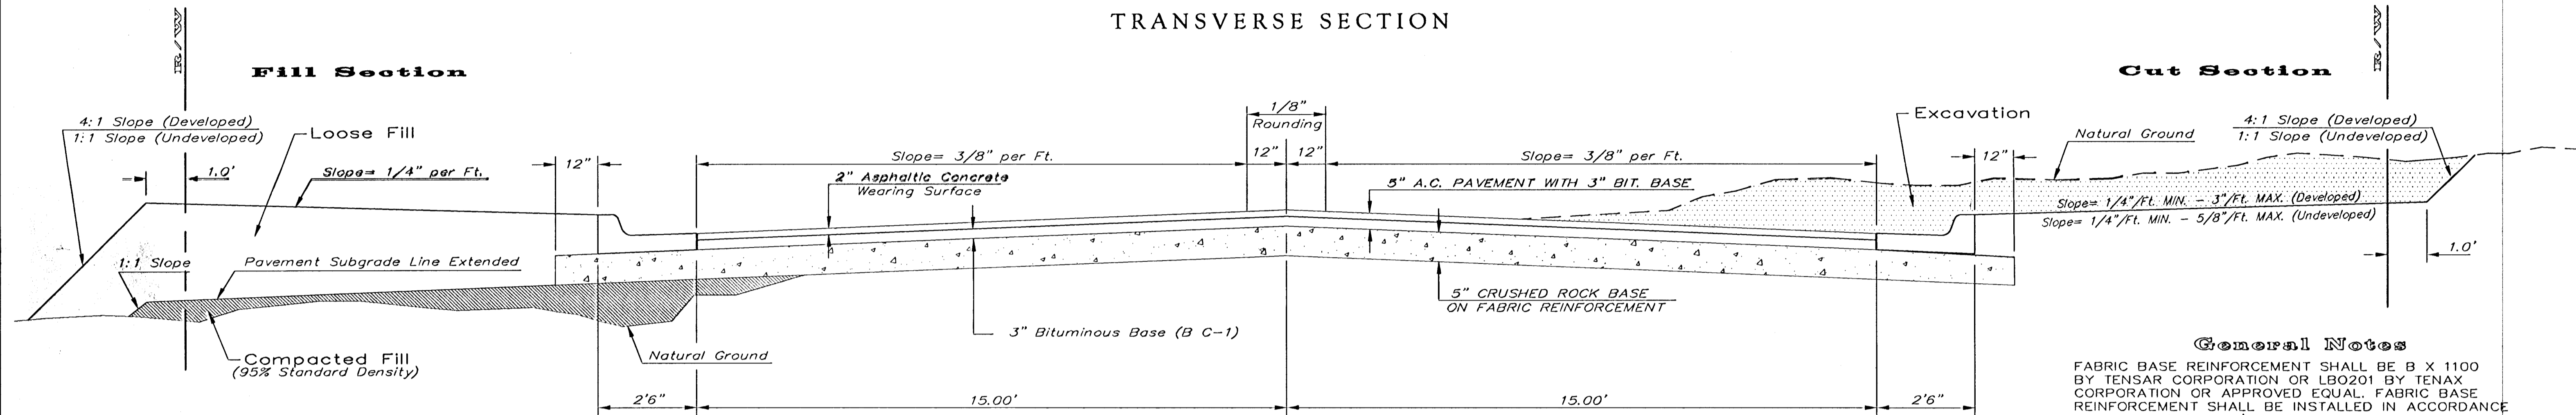 TRANSVERSE SECTION
R/W
Fill Section
4:1 Slope (Developed)
1:1 Slope (Undeveloped)
Loose Fill
1.0'
Slope= 1/4" per Ft.
12"
Slope= 3/8" per Ft.
2" Asphaltic Concrete
Wearing Surface
1/8"
Rounding
12"
12"
Slope= 3/8" per Ft.
5" A.C. PAVEMENT WITH 3" BIT. BASE
Cut Section
R/W
Excavation
Natural Ground
4:1 Slope (Developed)
1:1 Slope (Undeveloped)
12"
Slope= 1/4"/Ft. MIN. - 3"/Ft. MAX. (Developed)
Slope= 1/4"/Ft. MIN. - 5/8"/Ft. MAX. (Undeveloped)
1.0'
1:1 Slope
Pavement Subgrade Line Extended
5" CRUSHED ROCK BASE
ON FABRIC REINFORCEMENT
3" Bituminous Base (B C-1)
Natural Ground
Compacted Fill
(95% Standard Density)
2'6"
15.00'
15.00'
2'6"
General Notes
FABRIC BASE REINFORCEMENT SHALL BE B X 1100
BY TENSAR CORPORATION OR LBO201 BY TENAX
CORPORATION OR APPROVED EQUAL. FABRIC BASE
REINFORCEMENT SHALL BE INSTALLED IN ACCORDANCE